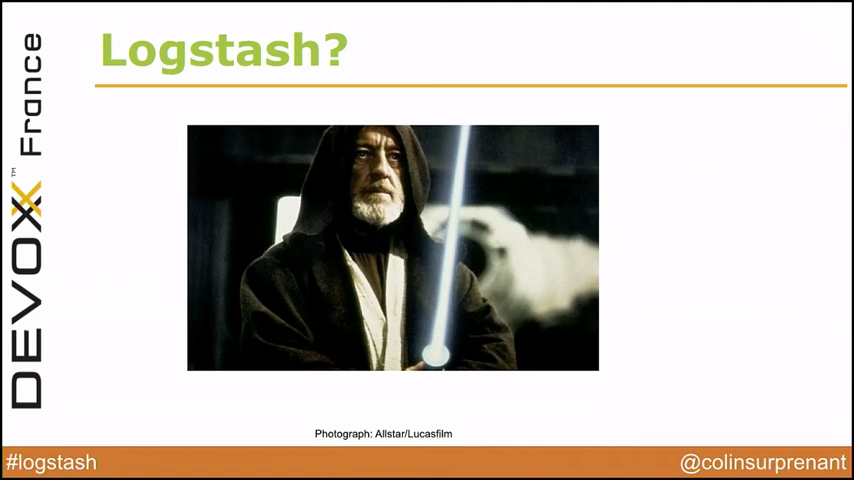 Logstash?
DEVOXX™ France
Photograph: Allstar/Lucasfilm
#logstash
@colinsurprenant